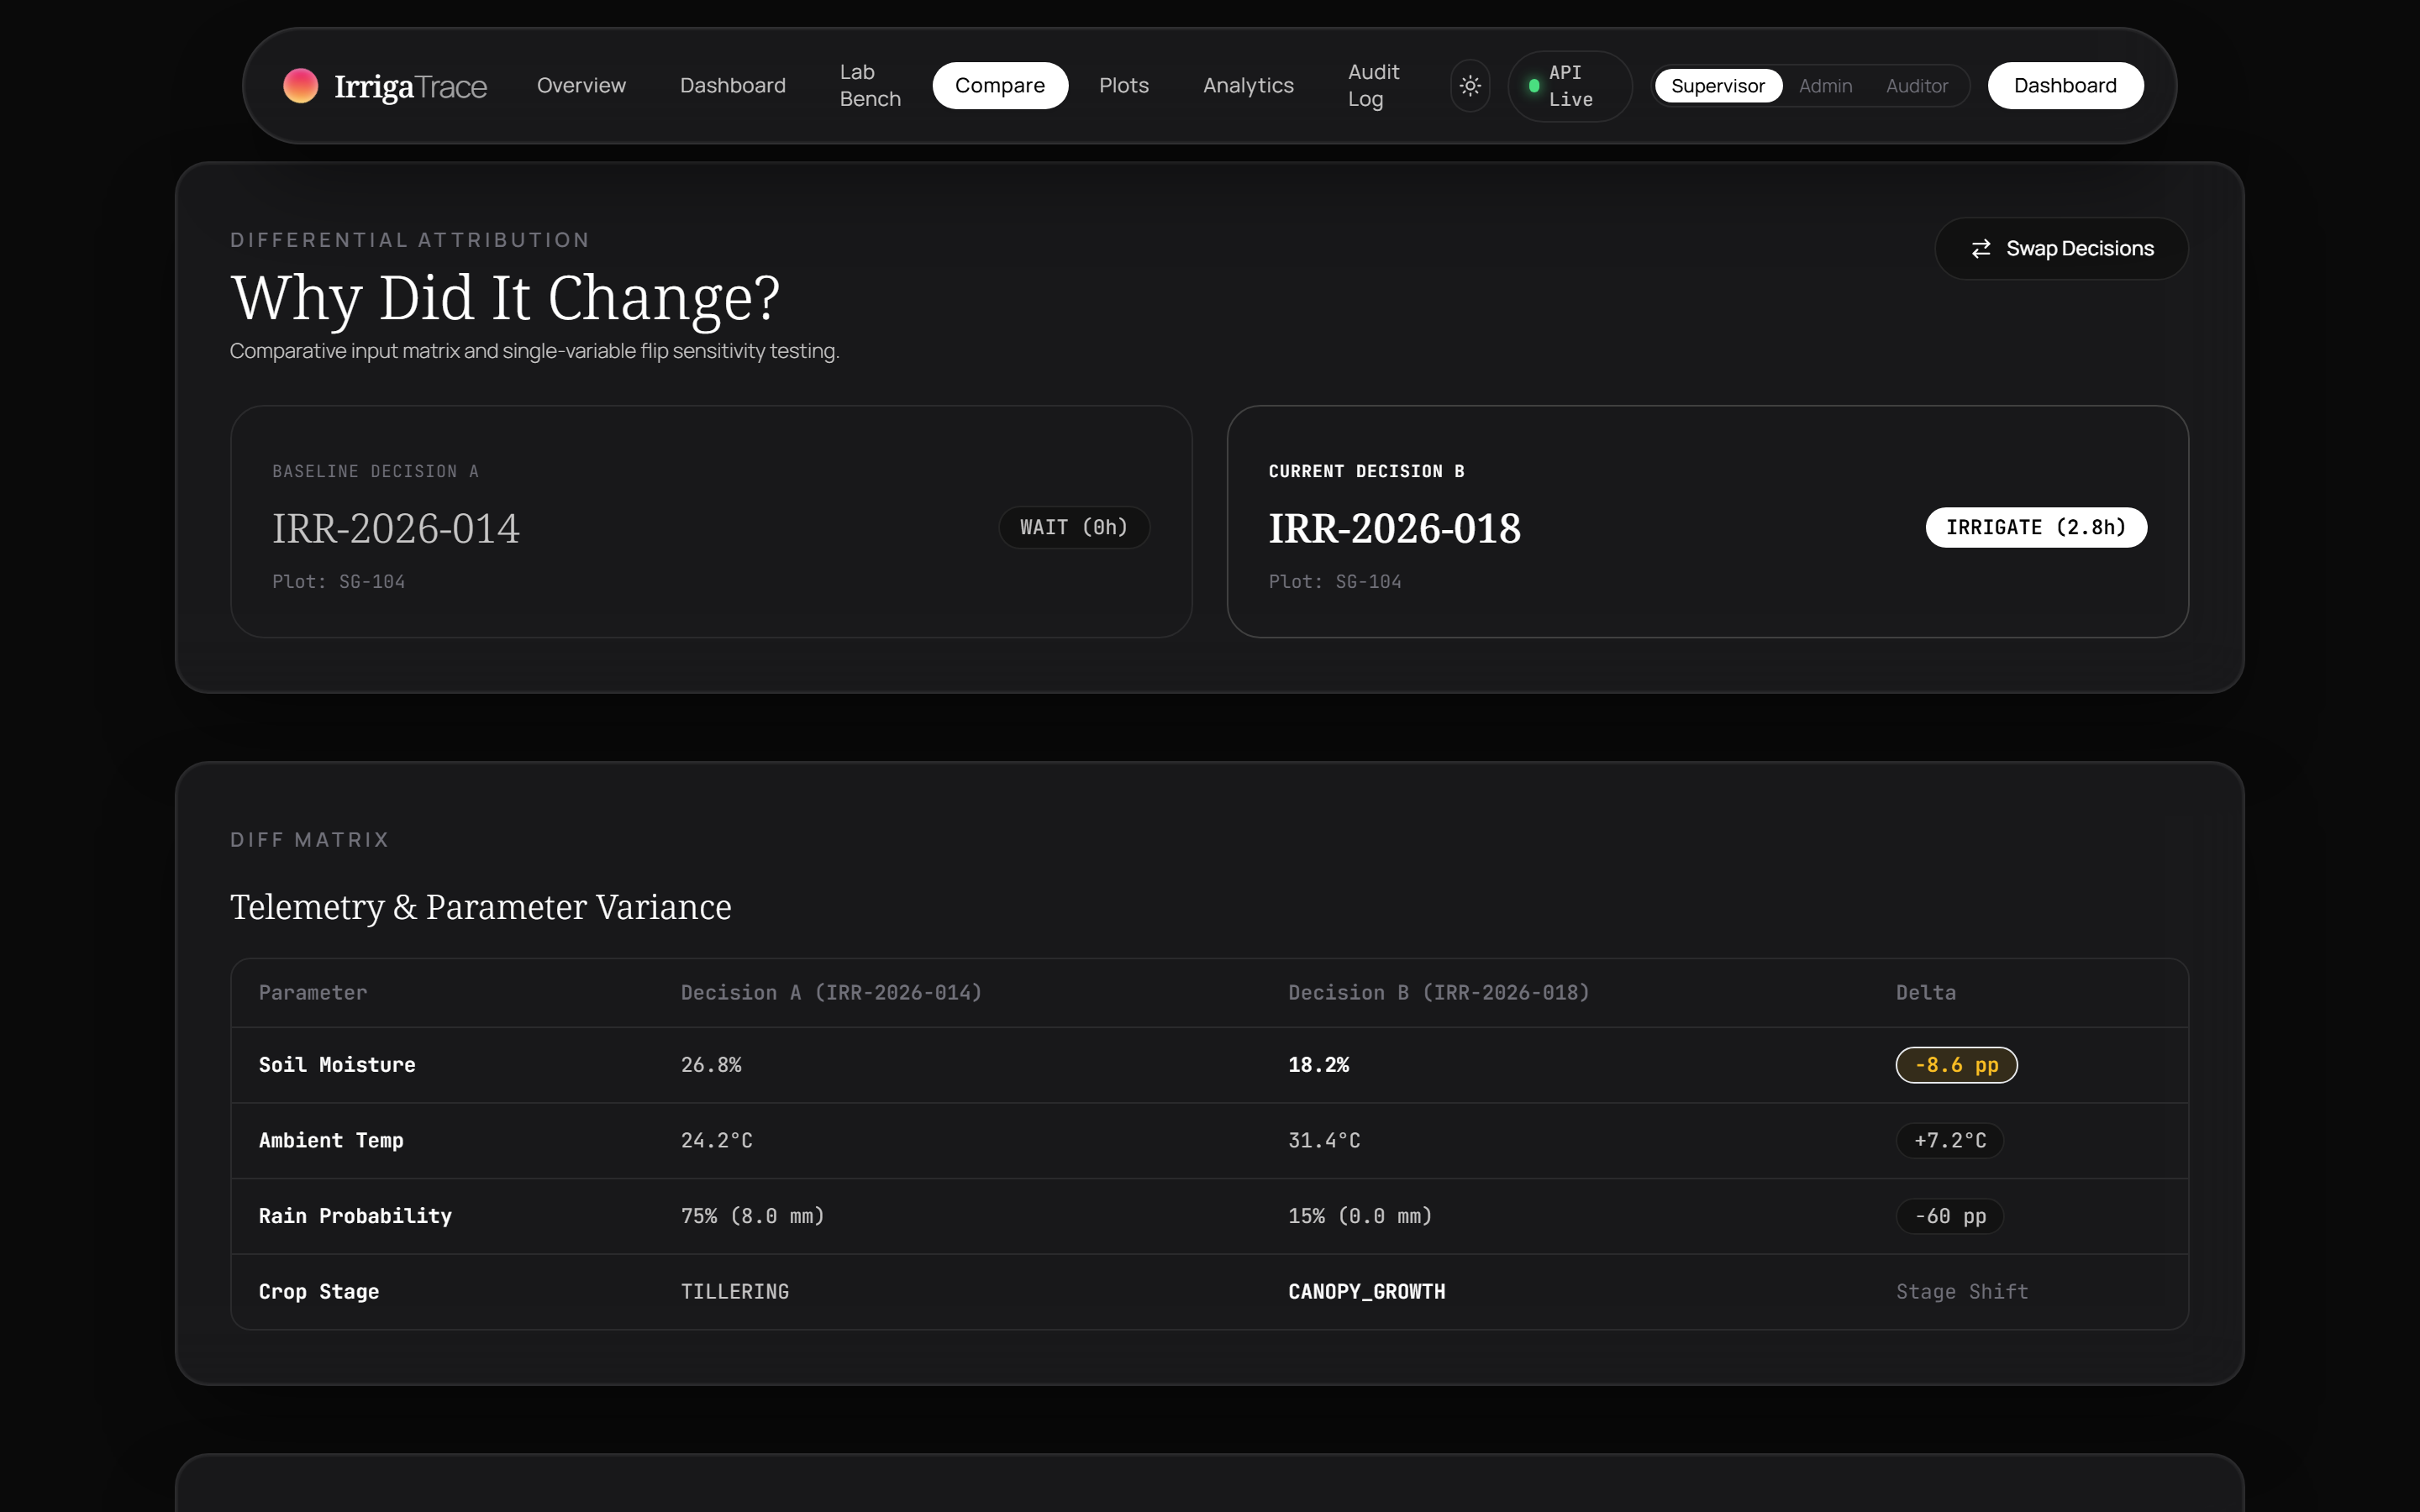 IrrigaTrace
Overview
Dashboard
Lab
Bench
Compare
Plots
Analytics
Audit
Log
API
Live
Supervisor
Admin
Auditor
Dashboard
DIFFERENTIAL ATTRIBUTION
Why Did It Change?
Comparative input matrix and single-variable flip sensitivity testing.
Swap Decisions
BASELINE DECISION A
IRR-2026-014
WAIT (0h)
Plot: SG-104
CURRENT DECISION B
IRR-2026-018
IRRIGATE (2.8h)
Plot: SG-104
DIFF MATRIX
Telemetry & Parameter Variance
Parameter Decision A (IRR-2026-014) Decision B (IRR-2026-018) Delta
Soil Moisture 26.8% 18.2% -8.6 pp
Ambient Temp 24.2°C 31.4°C +7.2°C
Rain Probability 75% (8.0 mm) 15% (0.0 mm) -60 pp
Crop Stage TILLERING CANOPY_GROWTH Stage Shift